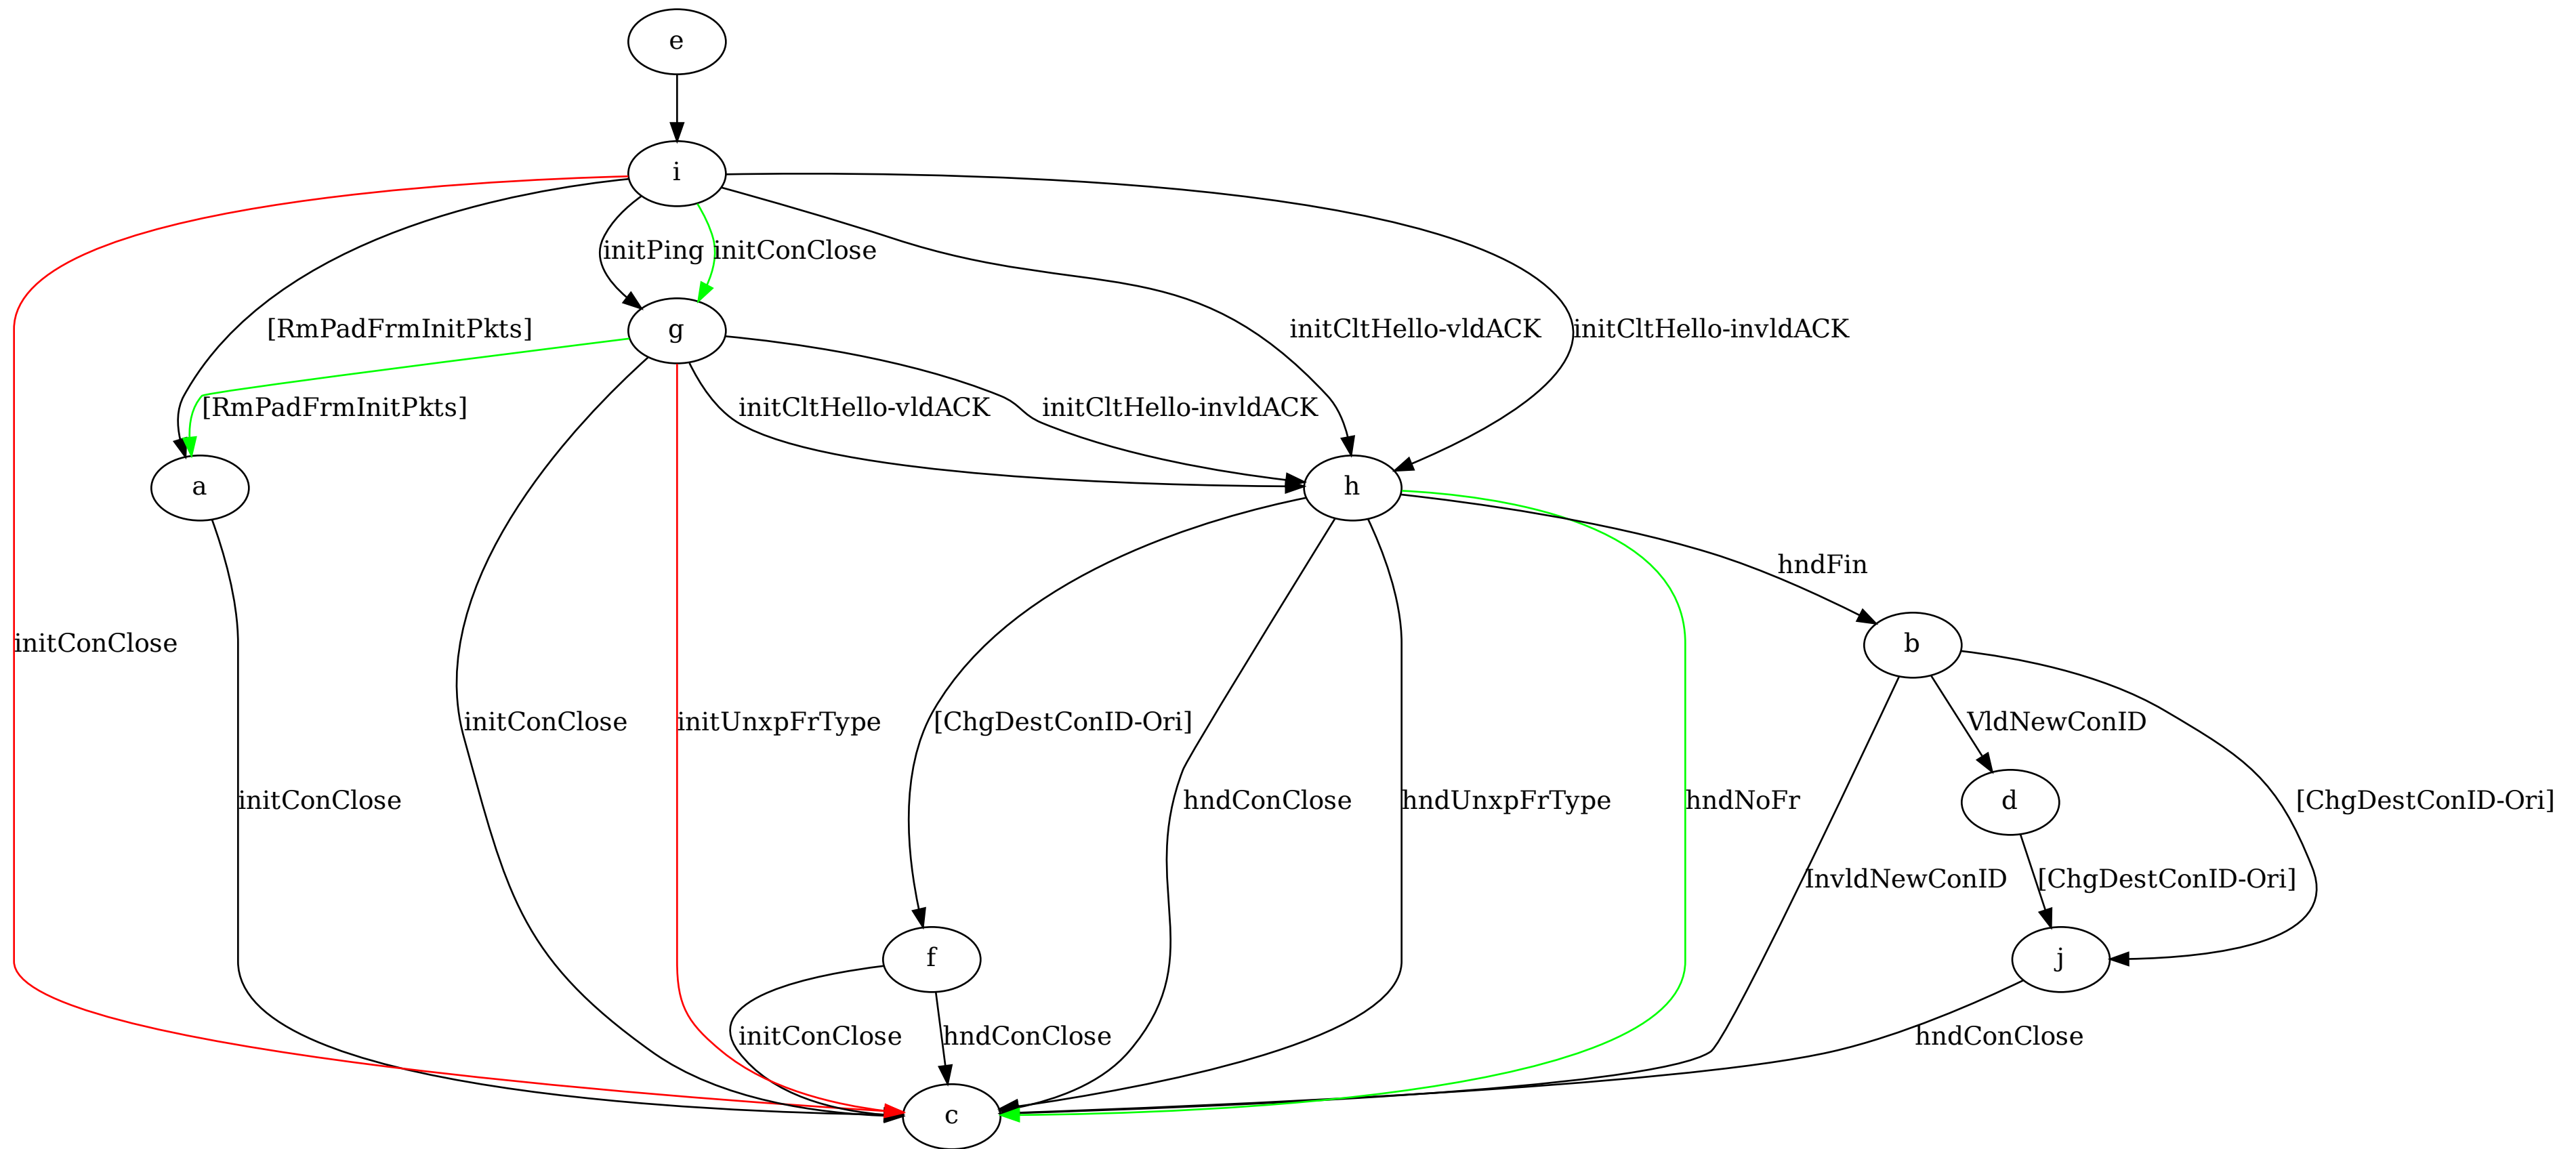 e
i
initPing
initConClose
[RmPadFrmInitPkts]
g
initCltHello-vldACK
initCltHello-invldACK
[RmPadFrmInitPkts]
initCltHello-vldACK
initCltHello-invldACK
a
h
hndFin
initConClose
b
initConClose
initUnxpFrType
[ChgDestConID-Ori]
VldNewConID
initConClose
hndConClose
hndUnxpFrType
hndNoFr
d
[ChgDestConID-Ori]
InvldNewConID
[ChgDestConID-Ori]
f
j
initConClose
hndConClose
hndConClose
c